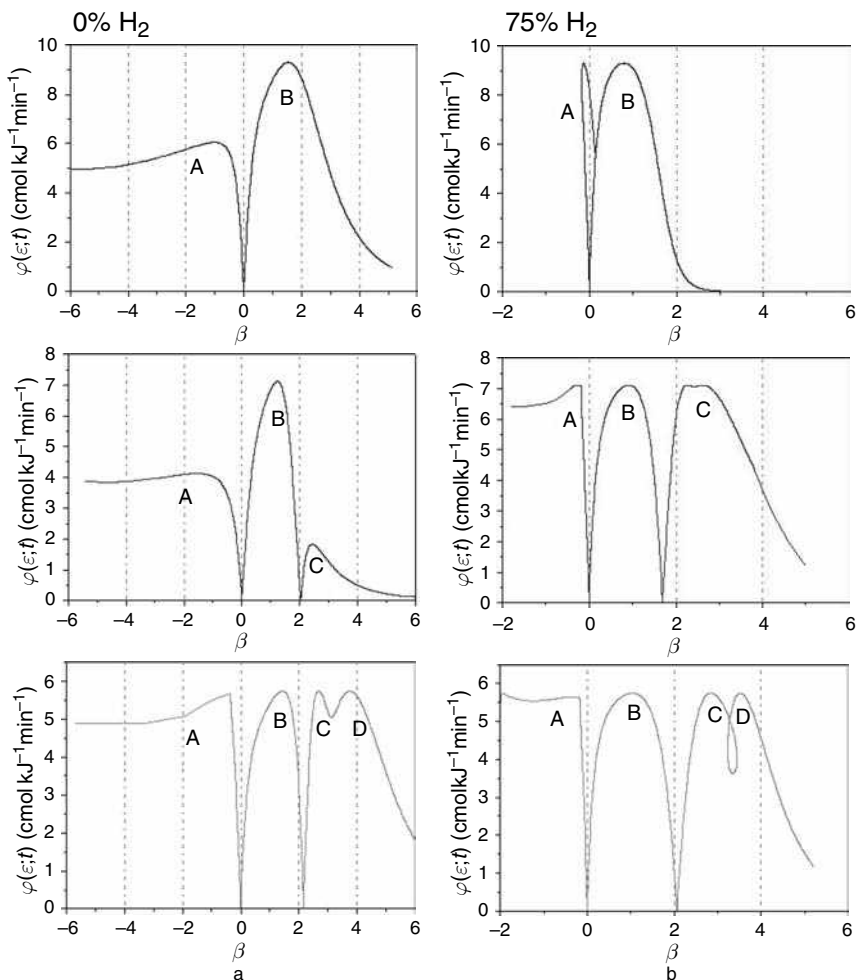 0% H₂
75% H₂
φ(ε;t) (cmol kJ⁻¹min⁻¹)
10
8
6
4
2
0
A
B
−6 −4 −2 0 2 4 6
β
φ(ε;t) (cmol kJ⁻¹min⁻¹)
10
8
6
4
2
0
A
B
−2 0 2 4 6
β
φ(ε;t) (cmol kJ⁻¹min⁻¹)
8
7
6
5
4
3
2
1
0
A
B
C
−6 −4 −2 0 2 4 6
β
φ(ε;t) (cmol kJ⁻¹min⁻¹)
8
7
6
5
4
3
2
1
0
A
B
C
−2 0 2 4 6
β
φ(ε;t) (cmol kJ⁻¹min⁻¹)
6
5
4
3
2
1
0
A
B
C
D
−6 −4 −2 0 2 4 6
β
a
φ(ε;t) (cmolkJ⁻¹min⁻¹)
6
5
4
3
2
1
0
A
B
C
D
−2 0 2 4 6
β
b